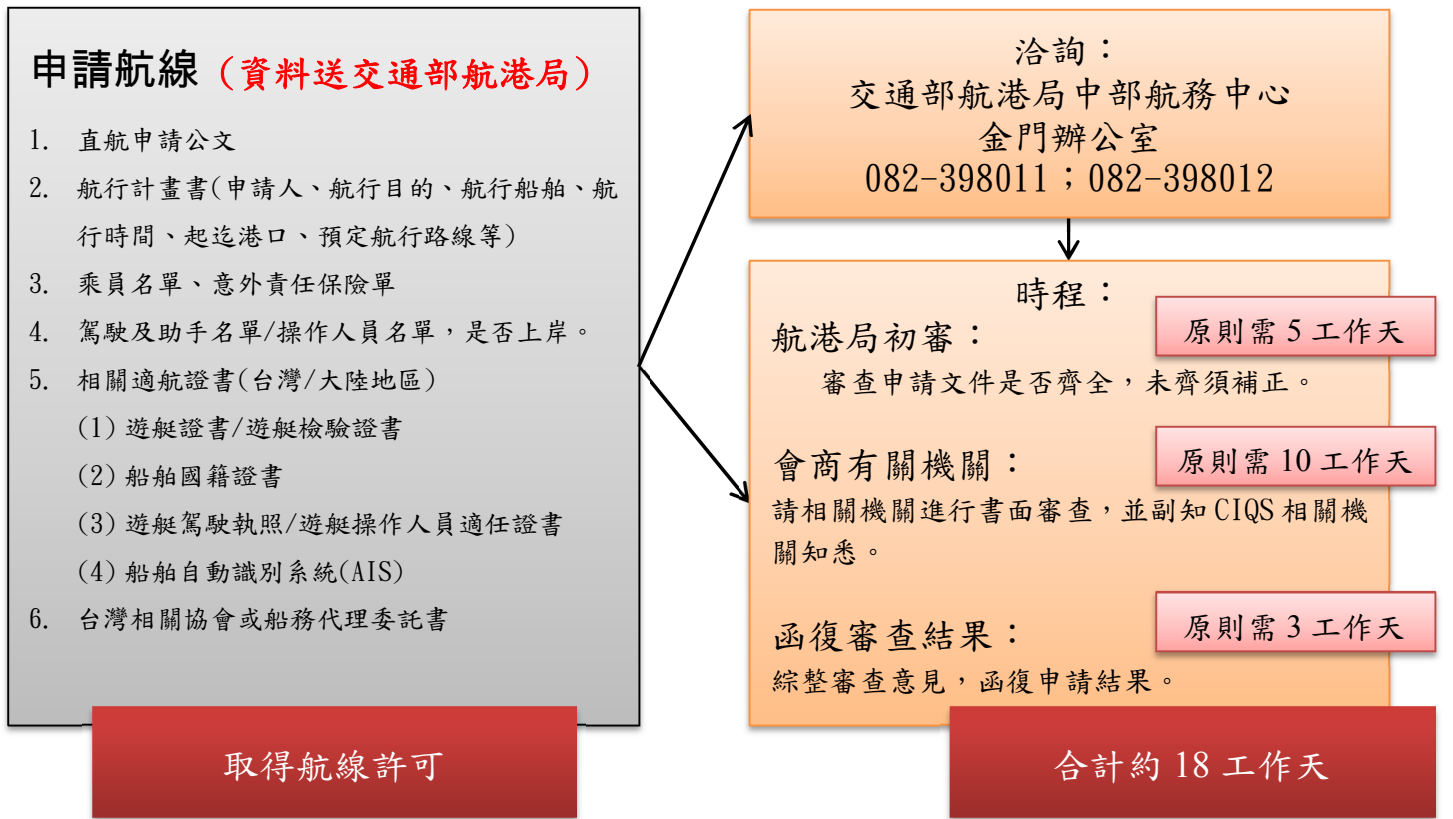 申請航線（資料送交通部航港局）
1. 直航申請公文
2. 航行計畫書(申請人、航行目的、航行船舶、航
行時間、起迄港口、預定航行路線等)
3. 乘員名單、意外責任保險單
4. 駕駛及助手名單/操作人員名單，是否上岸。
5. 相關適航證書(台灣/大陸地區)
(1)遊艇證書/遊艇檢驗證書
(2)船舶國籍證書
(3)遊艇駕駛執照/遊艇操作人員適任證書
(4)船舶自動識別系統(AIS)
6. 台灣相關協會或船務代理委託書
取得航線許可
洽詢：
交通部航港局中部航務中心
金門辦公室
082-398011；082-398012
時程：
航港局初審：
原則需 5 工作天
審查申請文件是否齊全，未齊須補正。
會商有關機關：
原則需 10 工作天
請相關機關進行書面審查，並副知 CIQS 相關機
關知悉。
函復審查結果：
原則需 3 工作天
綜整審查意見，函復申請結果。
合計約 18 工作天